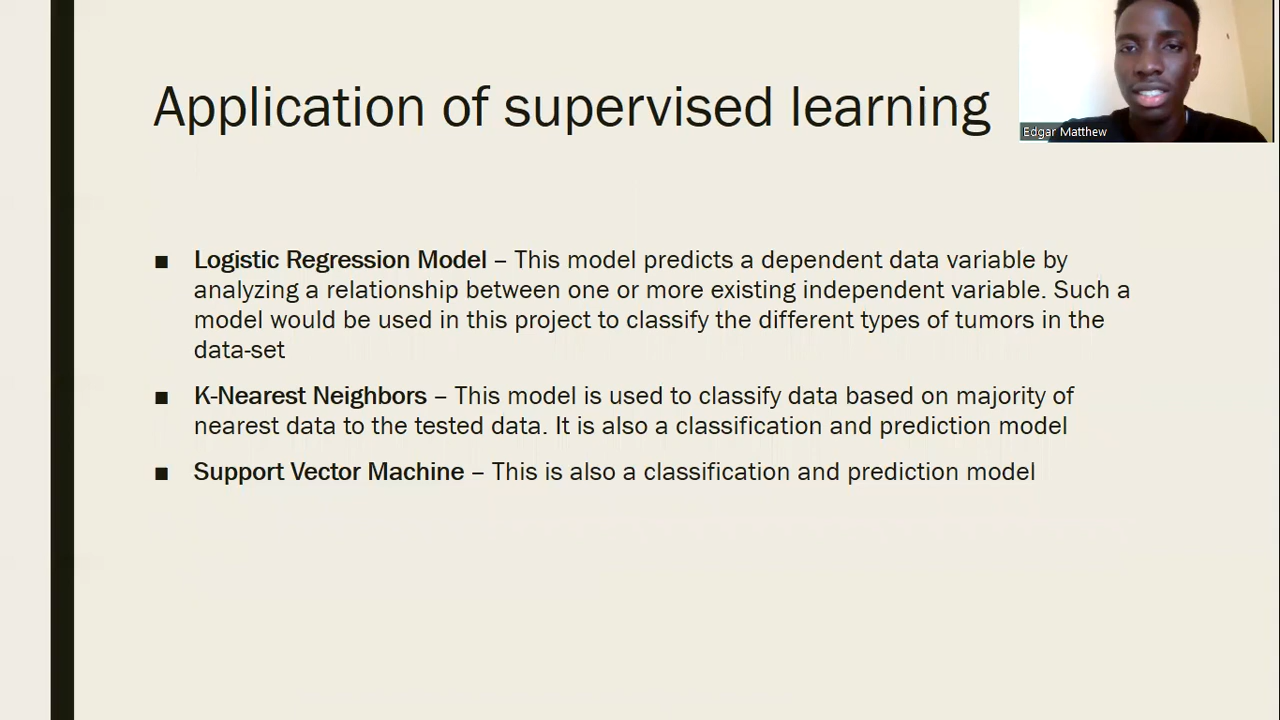 Application of supervised learning
Edgar Matthew
■ Logistic Regression Model – This model predicts a dependent data variable by
analyzing a relationship between one or more existing independent variable. Such a
model would be used in this project to classify the different types of tumors in the
data-set
■ K-Nearest Neighbors – This model is used to classify data based on majority of
nearest data to the tested data. It is also a classification and prediction model
■ Support Vector Machine – This is also a classification and prediction model